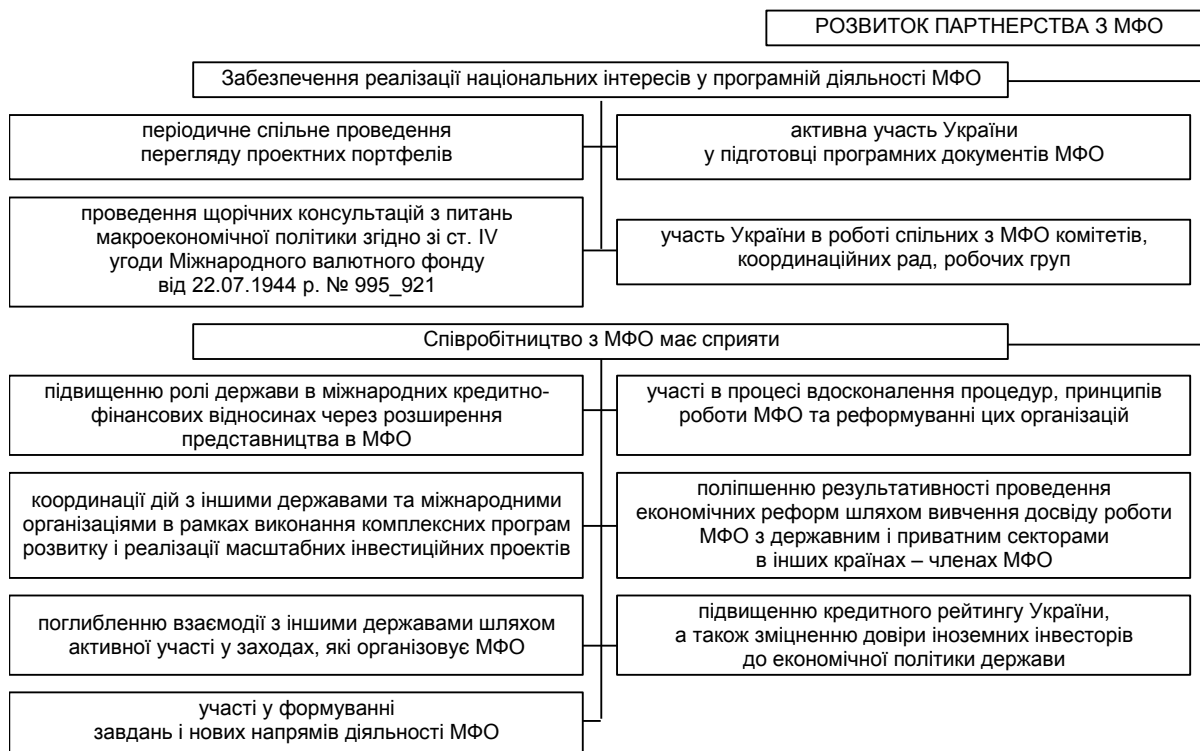 РОЗВИТОК ПАРТНЕРСТВА З МФО
Забезпечення реалізації національних інтересів у програмній діяльності МФО
періодичне спільне проведення
перегляду проектних портфелів
активна участь України
у підготовці програмних документів МФО
проведення щорічних консультацій з питань
макроекономічної політики згідно зі ст. IV
угоди Міжнародного валютного фонду
від 22.07.1944 р. № 995_921
участь України в роботі спільних з МФО комітетів,
координаційних рад, робочих груп
Співробітництво з МФО має сприяти
підвищенню ролі держави в міжнародних кредитно-
фінансових відносинах через розширення
представництва в МФО
участі в процесі вдосконалення процедур, принципів
роботи МФО та реформуванні цих організацій
координації дій з іншими державами та міжнародними
організаціями в рамках виконання комплексних програм
розвитку і реалізації масштабних інвестиційних проектів
поліпшенню результативності проведення
економічних реформ шляхом вивчення досвіду роботи
МФО з державним і приватним секторами
в інших країнах – членах МФО
поглибленню взаємодії з іншими державами шляхом
активної участі у заходах, які організовує МФО
підвищенню кредитного рейтингу України,
а також зміцненню довіри іноземних інвесторів
до економічної політики держави
участі у формуванні
завдань і нових напрямів діяльності МФО